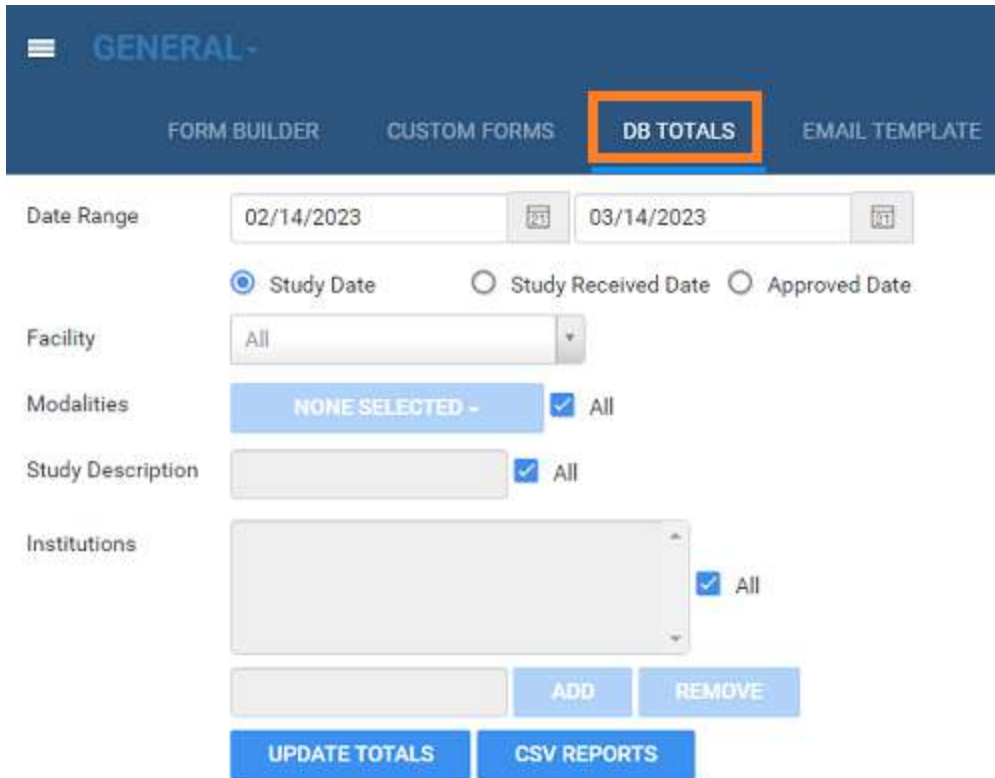 GENERAL
FORM BUILDER CUSTOM FORMS DB TOTALS EMAIL TEMPLATE
Date Range 02/14/2023 21 03/14/2023 21
Study Date Study Received Date Approved Date
Facility All
Modalities NONE SELECTED All
Study Description All
Institutions
All
ADD REMOVE
UPDATE TOTALS CSV REPORTS